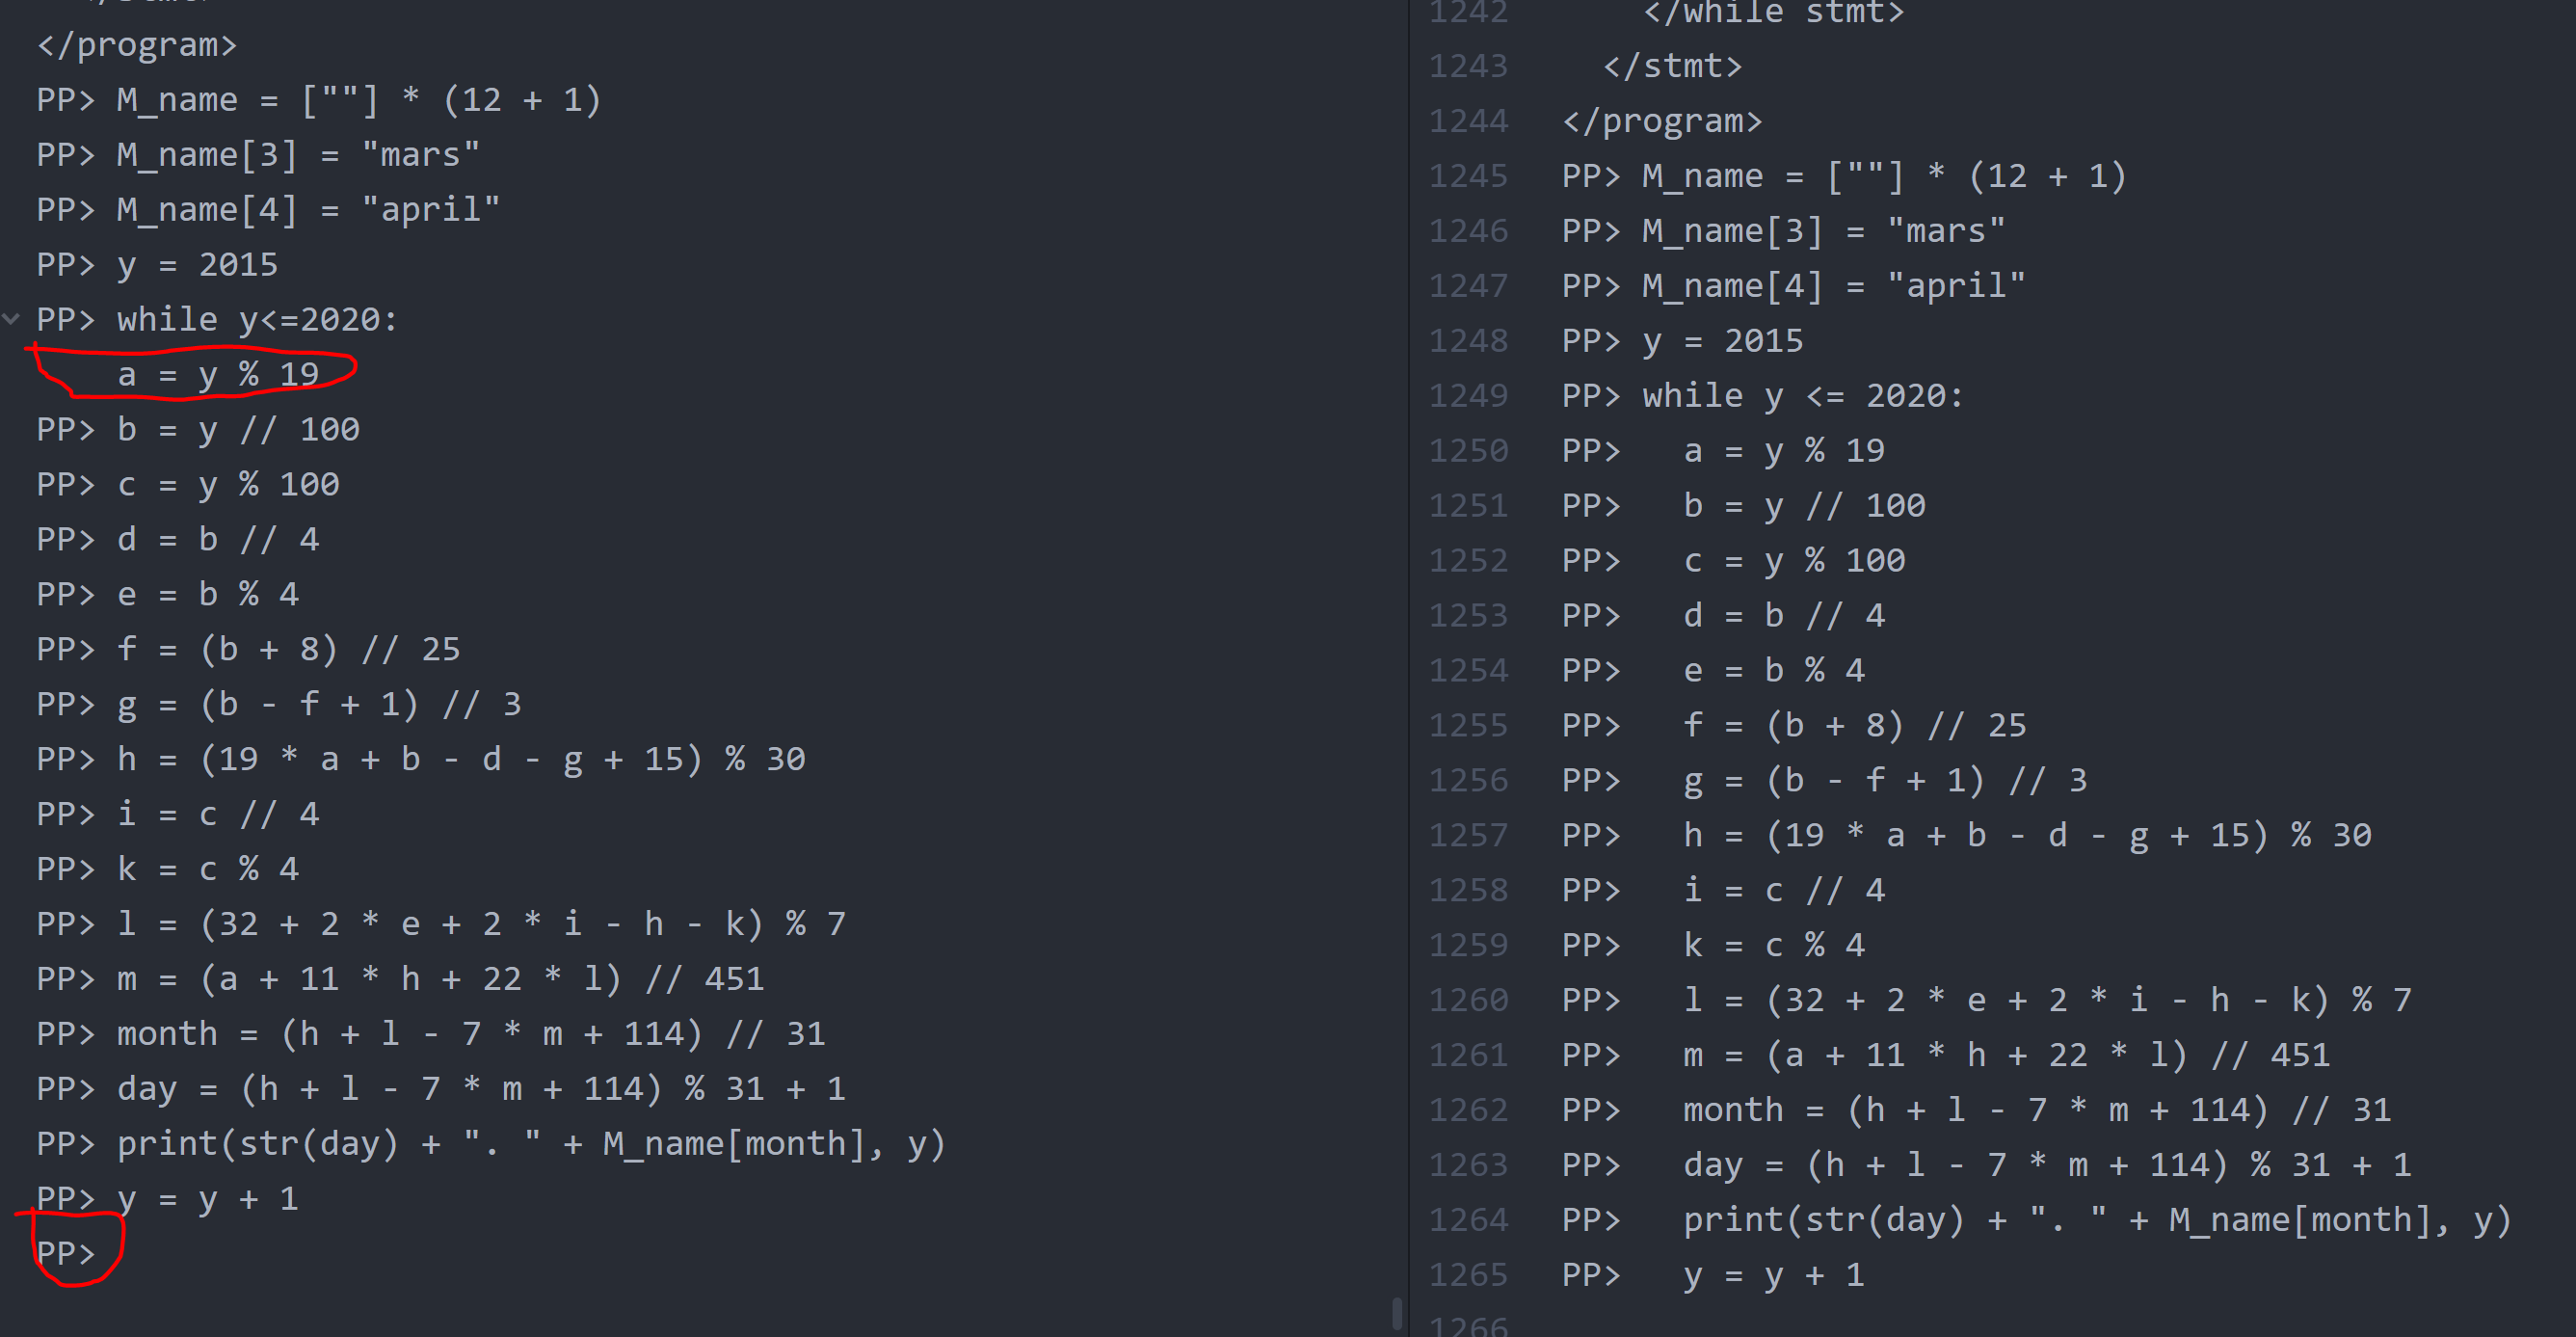 </program>
PP> M_name = [""] * (12 + 1)
PP> M_name[3] = "mars"
PP> M_name[4] = "april"
PP> y = 2015
PP> while y<=2020:
    a = y % 19
PP> b = y // 100
PP> c = y % 100
PP> d = b // 4
PP> e = b % 4
PP> f = (b + 8) // 25
PP> g = (b - f + 1) // 3
PP> h = (19 * a + b - d - g + 15) % 30
PP> i = c // 4
PP> k = c % 4
PP> l = (32 + 2 * e + 2 * i - h - k) % 7
PP> m = (a + 11 * h + 22 * l) // 451
PP> month = (h + l - 7 * m + 114) // 31
PP> day = (h + l - 7 * m + 114) % 31 + 1
PP> print(str(day) + ". " + M_name[month], y)
PP> y = y + 1
PP>
1242     </while stmt>
1243   </stmt>
1244 </program>
1245 PP> M_name = [""] * (12 + 1)
1246 PP> M_name[3] = "mars"
1247 PP> M_name[4] = "april"
1248 PP> y = 2015
1249 PP> while y <= 2020:
1250 PP>   a = y % 19
1251 PP>   b = y // 100
1252 PP>   c = y % 100
1253 PP>   d = b // 4
1254 PP>   e = b % 4
1255 PP>   f = (b + 8) // 25
1256 PP>   g = (b - f + 1) // 3
1257 PP>   h = (19 * a + b - d - g + 15) % 30
1258 PP>   i = c // 4
1259 PP>   k = c % 4
1260 PP>   l = (32 + 2 * e + 2 * i - h - k) % 7
1261 PP>   m = (a + 11 * h + 22 * l) // 451
1262 PP>   month = (h + l - 7 * m + 114) // 31
1263 PP>   day = (h + l - 7 * m + 114) % 31 + 1
1264 PP>   print(str(day) + ". " + M_name[month], y)
1265 PP>   y = y + 1
1266